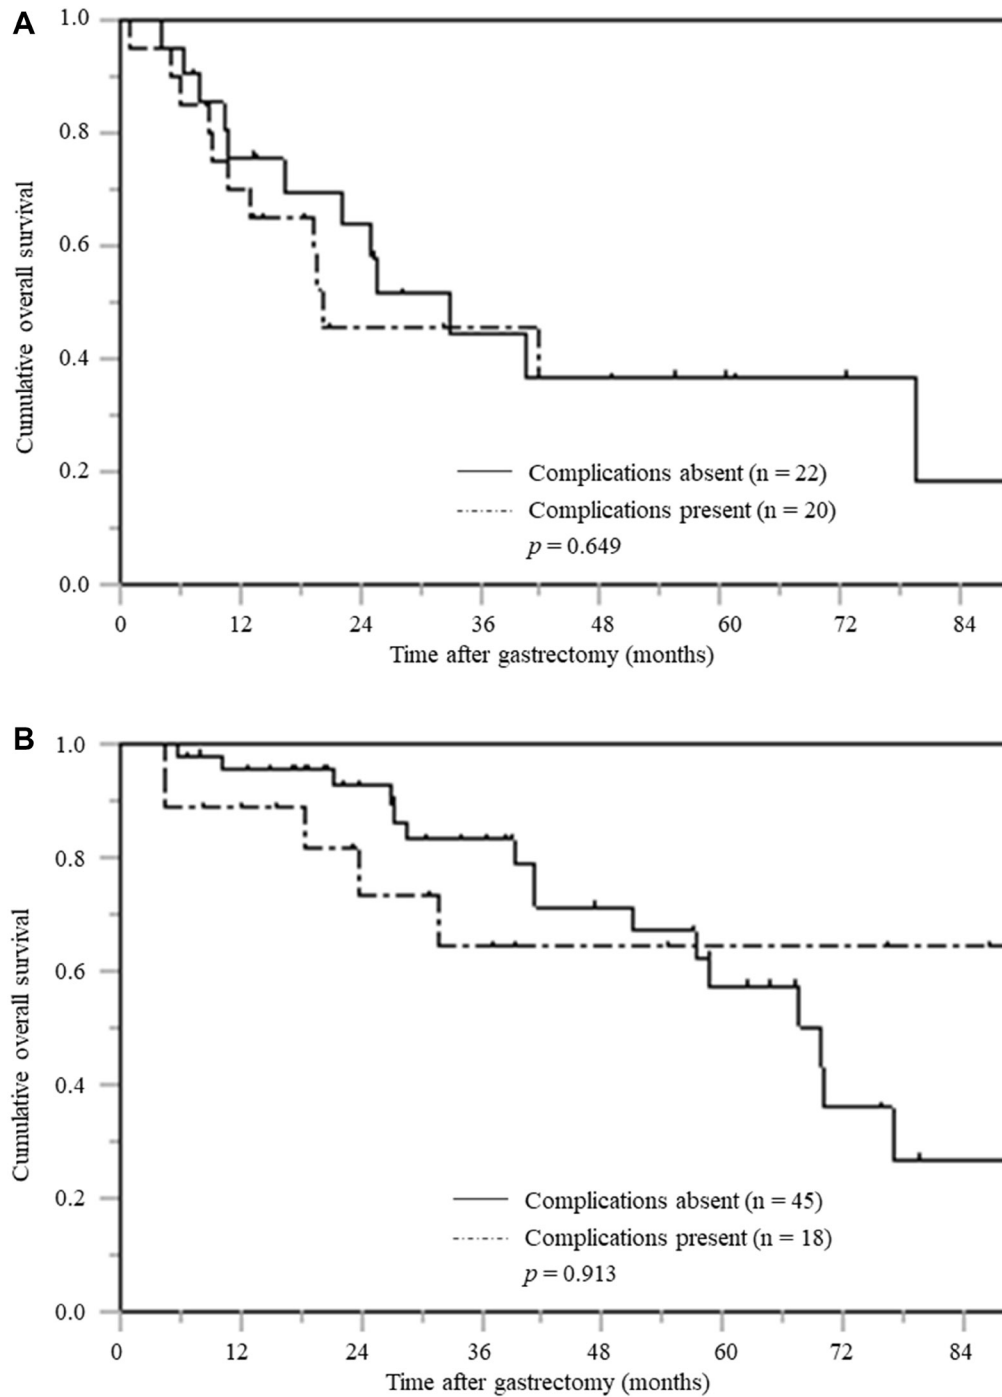 A
1.0
0.8
0.6
0.4
0.2
0.0
Cumulative overall survival
Complications absent (n = 22)
Complications present (n = 20)
p = 0.649
0 12 24 36 48 60 72 84
Time after gastrectomy (months)
B
1.0
0.8
0.6
0.4
0.2
0.0
Cumulative overall survival
Complications absent (n = 45)
Complications present (n = 18)
p = 0.913
0 12 24 36 48 60 72 84
Time after gastrectomy (months)